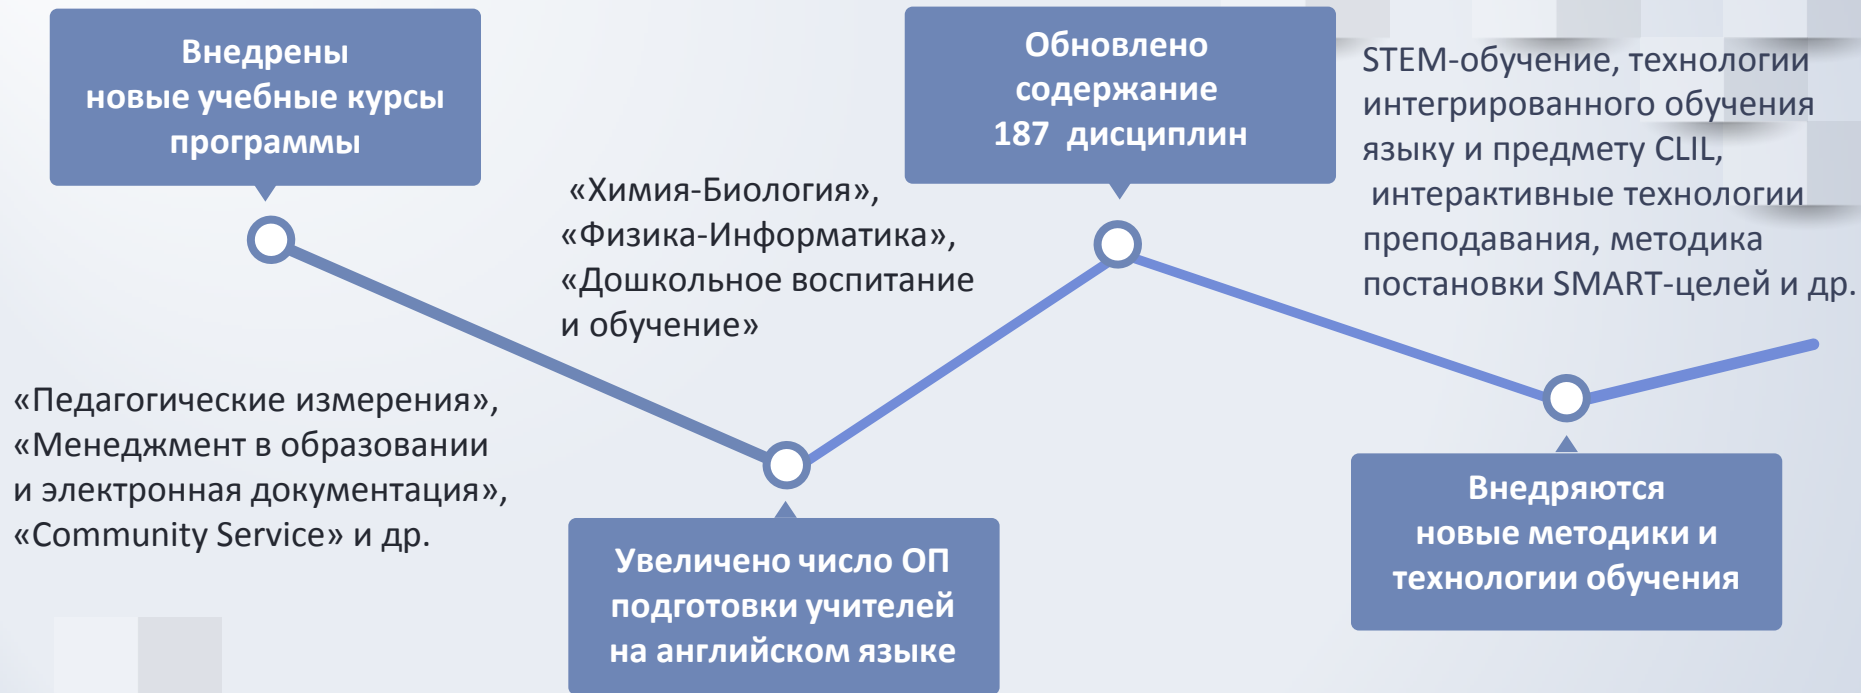 Внедрены
новые учебные курсы
программы
«Педагогические измерения»,
«Менеджмент в образовании
и электронная документация»,
«Community Service» и др.
«Химия-Биология»,
«Физика-Информатика»,
«Дошкольное воспитание
и обучение»
Увеличено число ОП
подготовки учителей
на английском языке
Обновлено
содержание
187 дисциплин
STEM-обучение, технологии
интегрированного обучения
языку и предмету CLIL,
интерактивные технологии
преподавания, методика
постановки SMART-целей и др.
Внедряются
новые методики и
технологии обучения